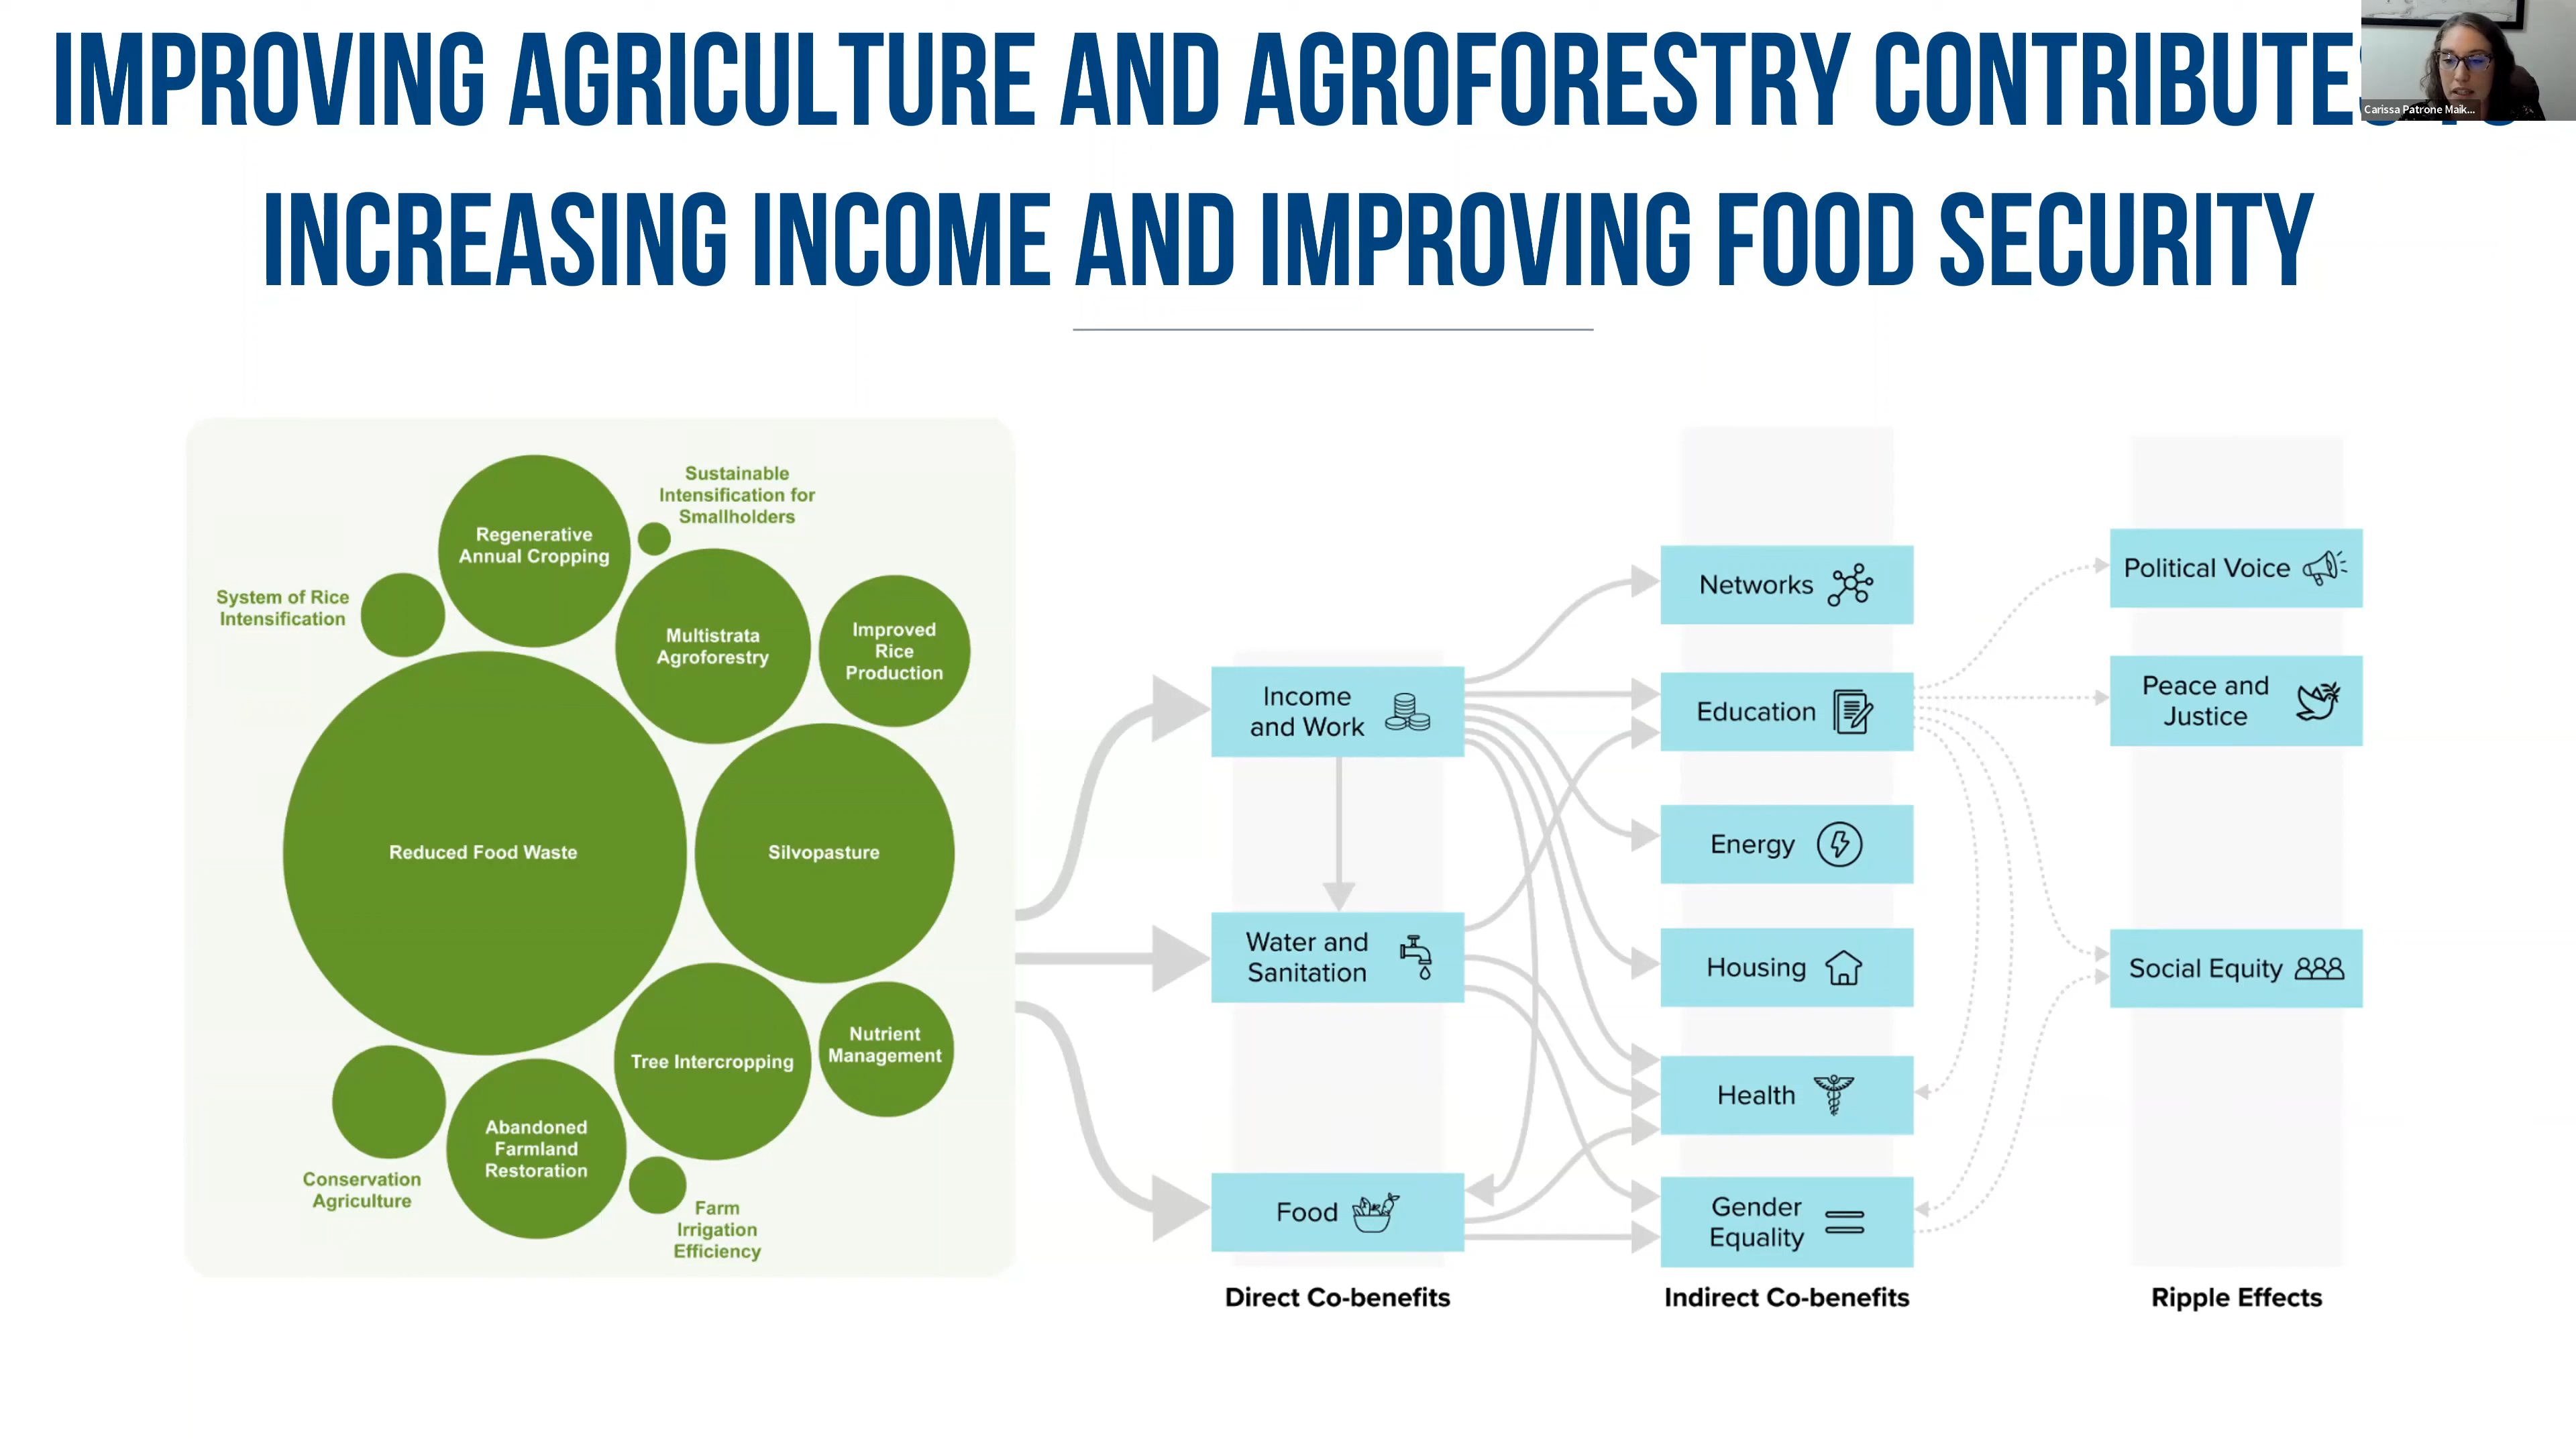 IMPROVING AGRICULTURE AND AGROFORESTRY CONTRIBUTES
INCREASING INCOME AND IMPROVING FOOD SECURITY
Carissa Patrone Maik...
Sustainable
Intensification for
Smallholders
Regenerative
Annual Cropping
System of Rice
Intensification
Multistrata
Agroforestry
Improved
Rice
Production
Reduced Food Waste
Silvopasture
Tree Intercropping
Nutrient
Management
Conservation
Agriculture
Abandoned
Farmland
Restoration
Farm
Irrigation
Efficiency
Income
and Work
Water and
Sanitation
Food
Direct Co-benefits
Networks
Education
Energy
Housing
Health
Gender
Equality
Indirect Co-benefits
Political Voice
Peace and
Justice
Social Equity
Ripple Effects